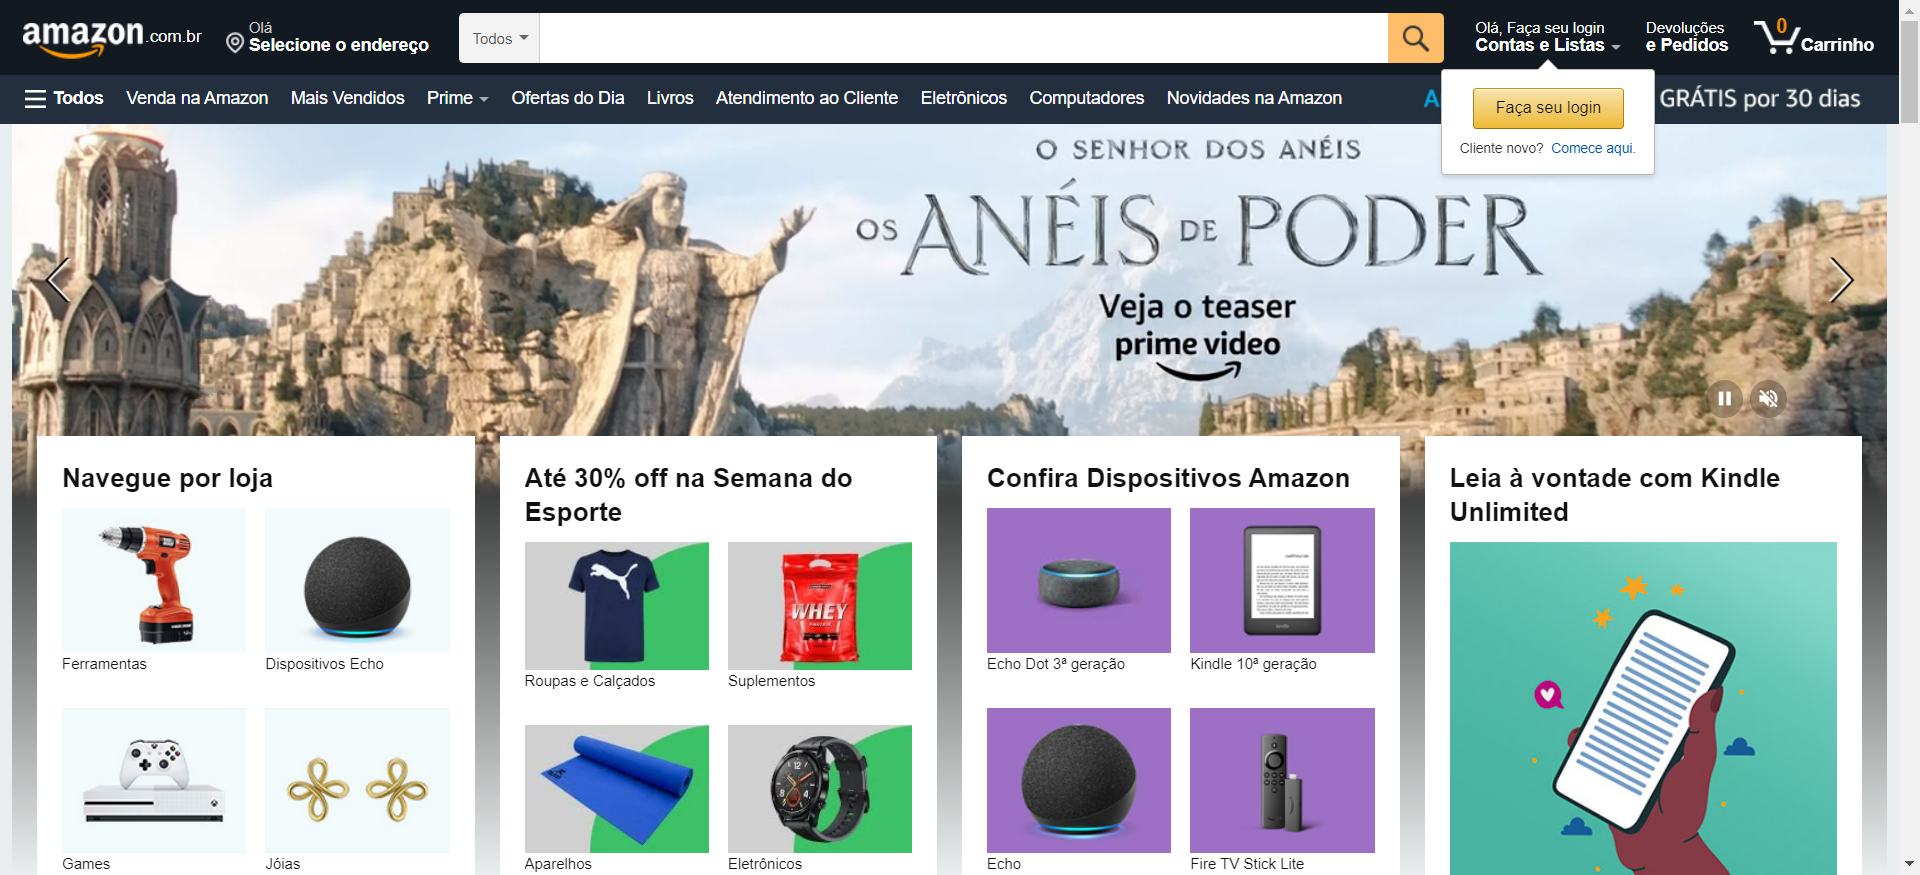 amazon.com.br
Olá
Selecione o endereço
Todos
Olá, Faça seu login
Contas e Listas
Devoluções
e Pedidos
0
Carrinho
Todos
Venda na Amazon
Mais Vendidos
Prime
Ofertas do Dia
Livros
Atendimento ao Cliente
Eletrônicos
Computadores
Novidades na Amazon
A
GRÁTIS por 30 dias
Faça seu login
Cliente novo? Comece aqui.
O SENHOR DOS ANÉIS
OS ANÉIS DE PODER
Veja o teaser
prime video
Navegue por loja
Ferramentas
Dispositivos Echo
Games
Jóias
Até 30% off na Semana do
Esporte
WHEY
Roupas e Calçados
Suplementos
Aparelhos
Eletrônicos
Confira Dispositivos Amazon
kindle
Echo Dot 3ª geração
Kindle 10ª geração
Echo
Fire TV Stick Lite
Leia à vontade com Kindle
Unlimited